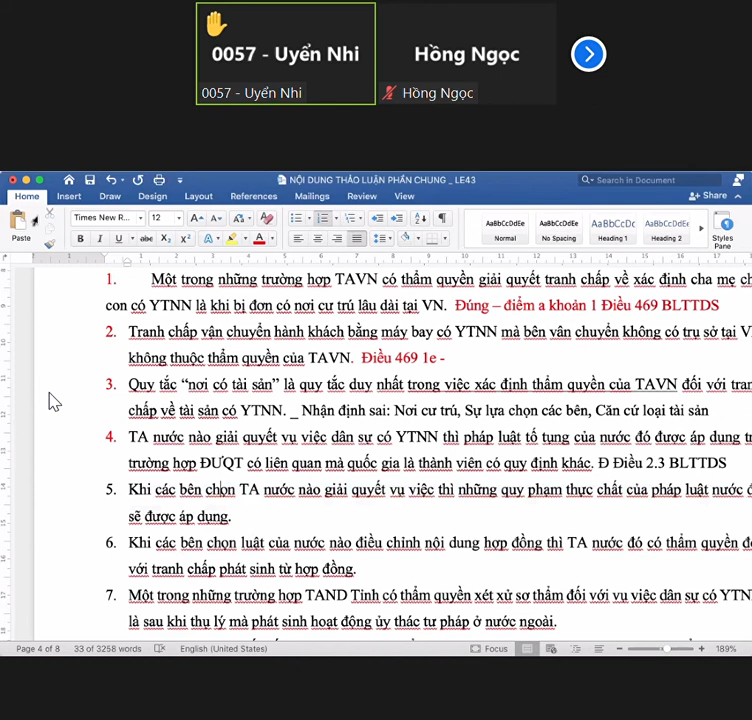 0057 - Uyển Nhi
Hồng Ngọc
0057 - Uyển Nhi
Hồng Ngọc
NỘI DUNG THẢO LUẬN PHẦN CHUNG _ LE43
Search in Document
Home Insert Draw Design Layout References Mailings Review View
Share
Times New R... 12
Paste
AaBbCcDdEe AaBbCcDdEe AaBbCcDc AaBbCcDdEe
Normal No Spacing Heading 1 Heading 2
Styles
Pane
1. Một trong những trường hợp TAVN có thẩm quyền giải quyết tranh chấp về xác định cha mẹ
con có YTNN là khi bị đơn có nơi cư trú lâu dài tại VN. Đúng – điểm a khoản 1 Điều 469 BLTTDS
2. Tranh chấp vận chuyển hành khách bằng máy bay có YTNN mà bên vân chuyển không có trụ sở tại
không thuộc thẩm quyền của TAVN. Điều 469 1e -
3. Quy tắc “nơi có tài sản” là quy tắc duy nhất trong việc xác định thẩm quyền của TAVN đối với
chấp về tài sản có YTNN. _ Nhận định sai: Nơi cư trú, Sự lựa chọn các bên, Căn cứ loại tài sản
4. TA nước nào giải quyết vụ việc dân sự có YTNN thì pháp luật tố tụng của nước đó được áp dụng
trường hợp ĐƯQT có liên quan mà quốc gia là thành viên có quy định khác. Đ Điều 2.3 BLTTDS
5. Khi các bên chọn TA nước nào giải quyết vụ việc thì những quy phạm thực chất của pháp luật nước
sẽ được áp dụng.
6. Khi các bên chọn luật của nước nào điều chỉnh nội dung hợp đồng thì TA nước đó có thẩm quyền
với tranh chấp phát sinh từ hợp đồng.
7. Một trong những trường hợp TAND Tỉnh có thẩm quyền xét xử sơ thẩm đối với vụ việc dân sự có
là sau khi thụ lý mà phát sinh hoạt động ủy thác tư pháp ở nước ngoài.
Page 4 of 8 33 of 3258 words English (United States) Focus 189%